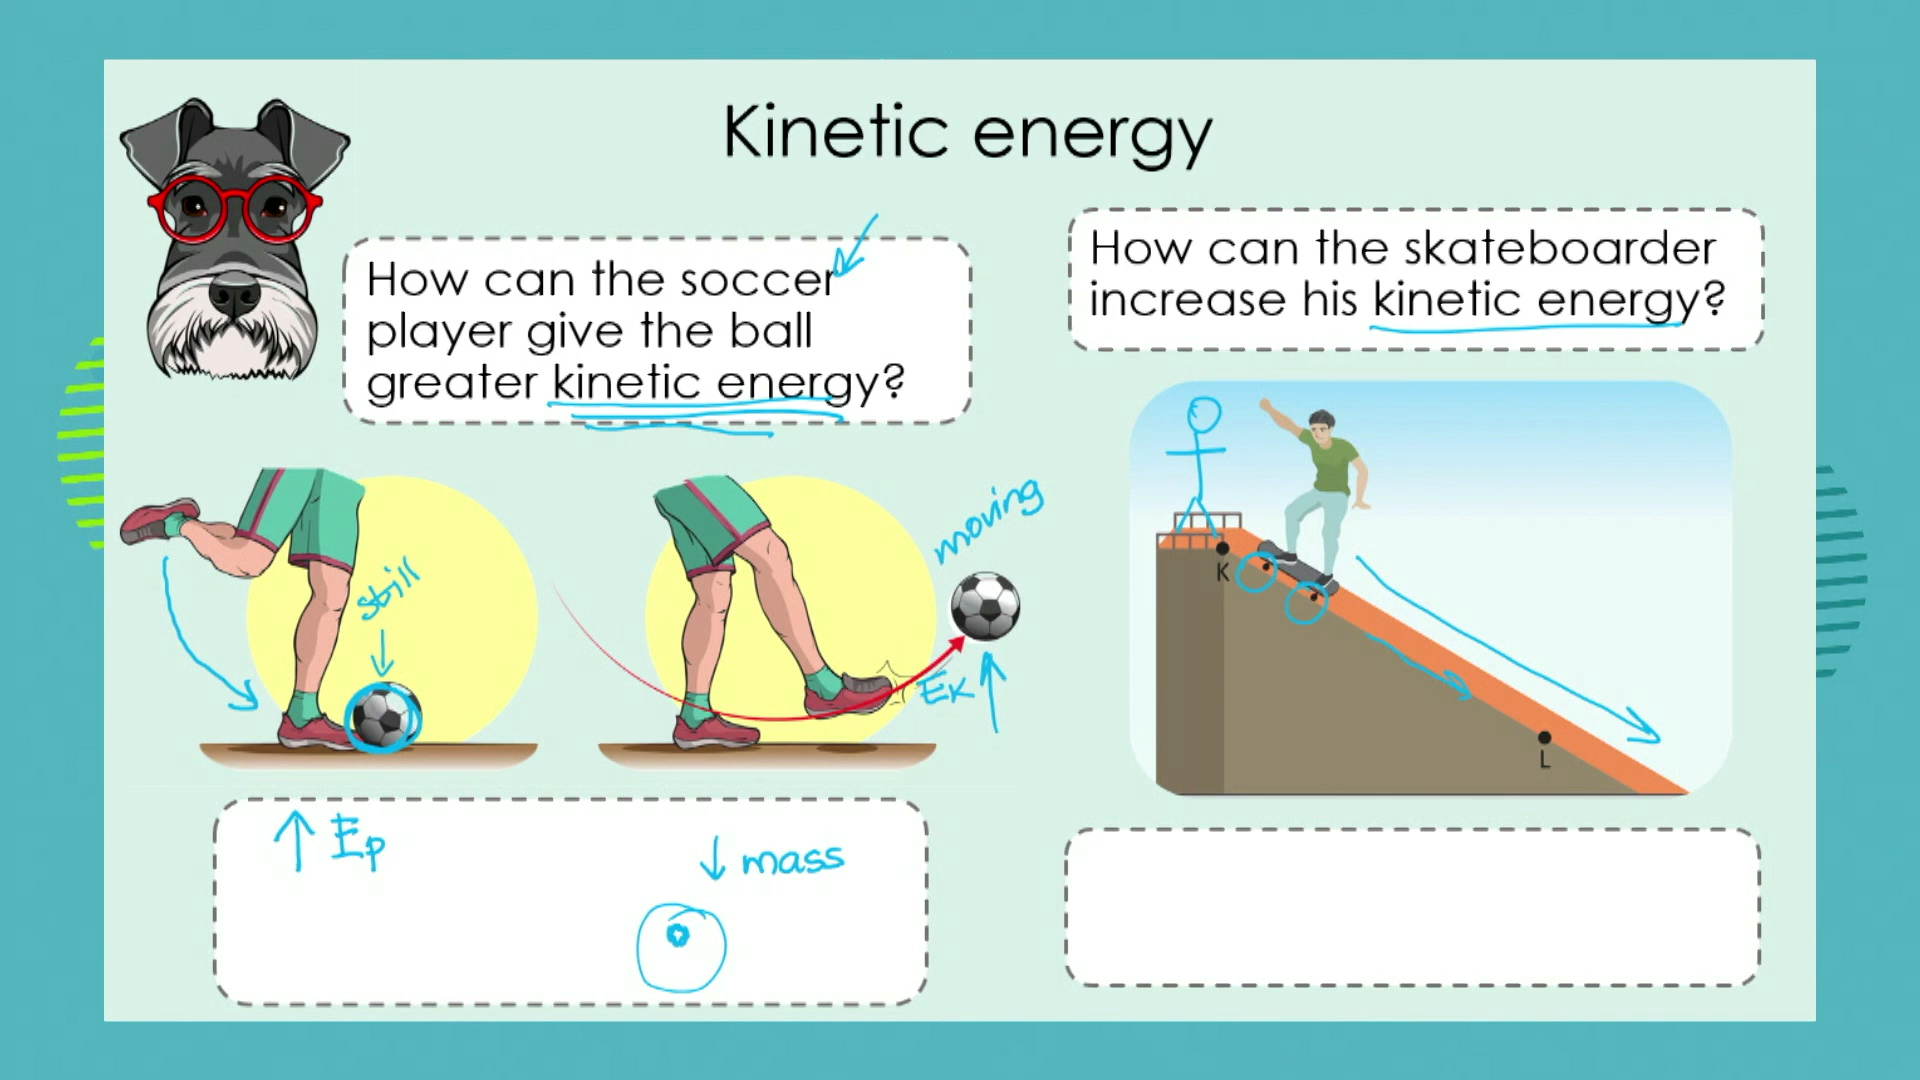 Kinetic energy
How can the soccer
player give the ball
greater kinetic energy?
How can the skateboarder
increase his kinetic energy?
still
moving
EK ↑
K
L
↑ Ep
↓ mass